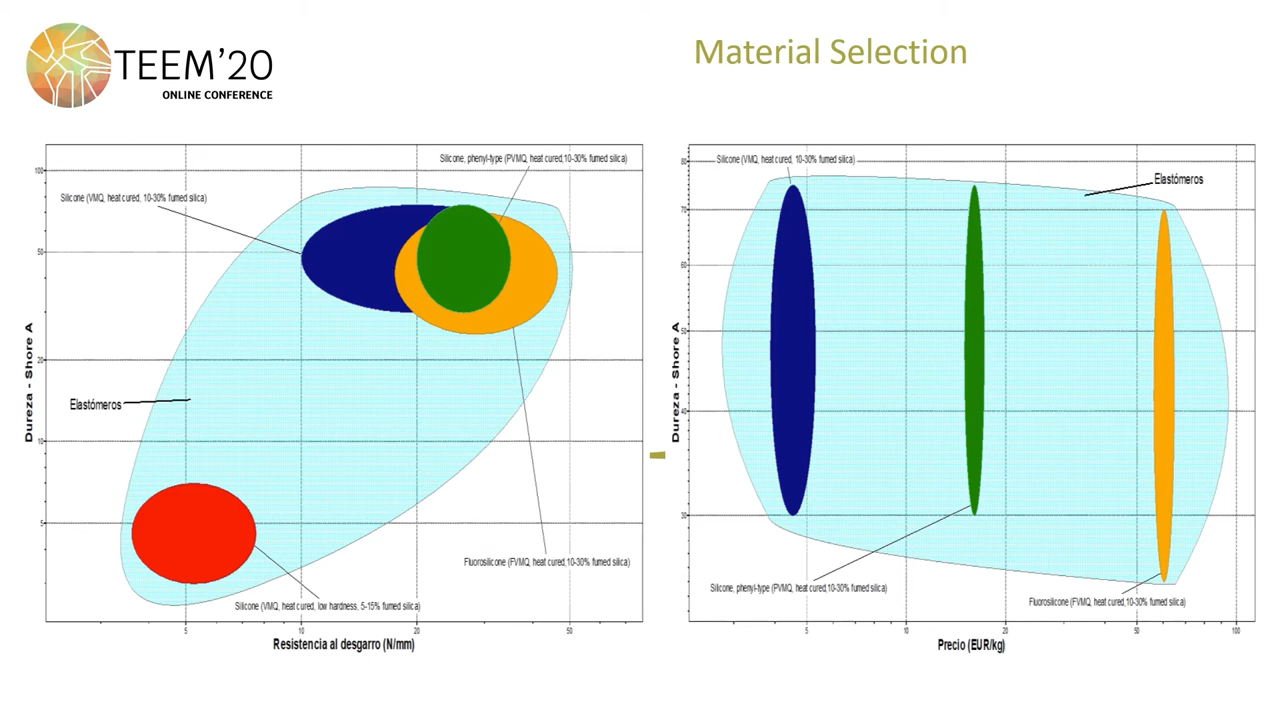 TEEM'20
ONLINE CONFERENCE
Material Selection
Silicone, phenyl-type (PVMQ, heat cured,10-30% fumed silica)
Silicone (VMQ, heat cured, 10-30% fumed silica)
Elastómeros
Fluorosilicone (FVMQ, heat cured,10-30% fumed silica)
Silicone (VMQ, heat cured, low hardness, 5-15% fumed silica)
Dureza - Shore A
100
50
20
10
5
5
10
20
50
Resistencia al desgarro (N/mm)
Silicone (VMQ, heat cured, 10-30% fumed silica)
Elastómeros
Silicone, phenyl-type (PVMQ, heat cured,10-30% fumed silica)
Fluorosilicone (FVMQ, heat cured,10-30% fumed silica)
Dureza - Shore A
80
70
60
50
40
30
5
10
20
50
100
Precio (EUR/kg)